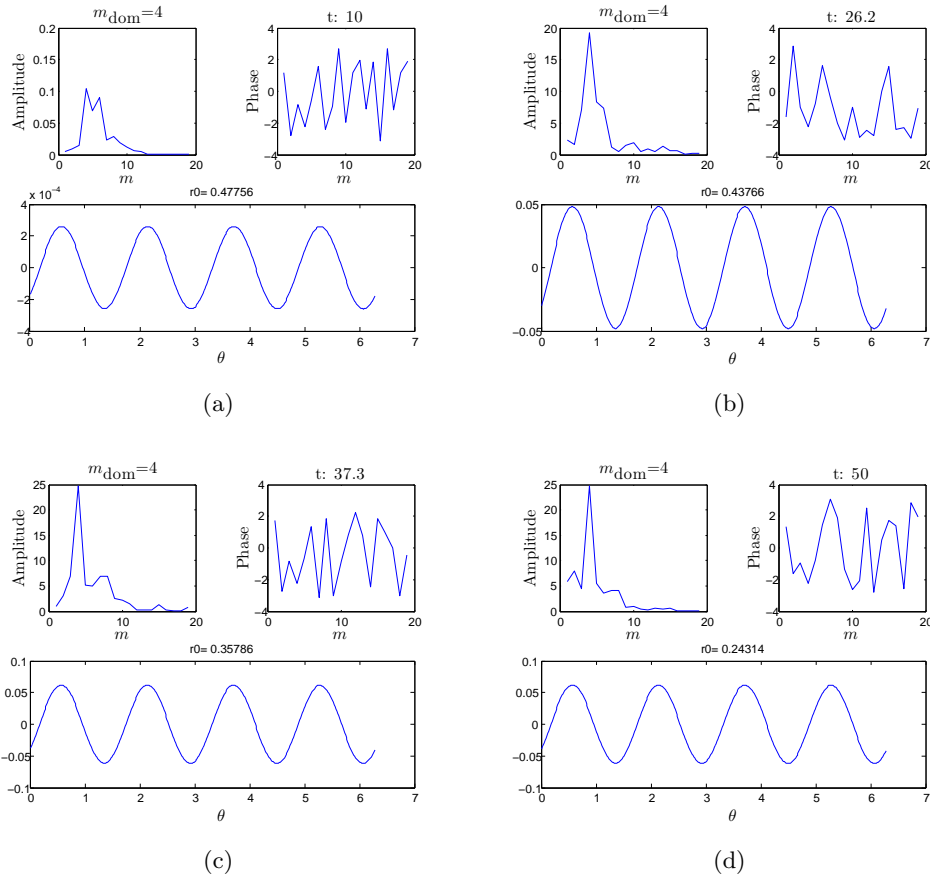 m_dom=4
0.2
0.15
0.1
0.05
0
Amplitude
0 10 20
m
t: 10
4
2
0
−2
−4
Phase
0 10 20
r0= 0.47756
x 10^−4
4
2
0
−2
−4
0 1 2 3 4 5 6 7
θ
(a)
m_dom=4
20
15
10
5
0
Amplitude
0 10 20
m
t: 26.2
4
2
0
−2
−4
Phase
0 10 20
m
r0= 0.43766
0.05
0
−0.05
0 1 2 3 4 5 6 7
θ
(b)
m_dom=4
25
20
15
10
5
0
Amplitude
0 10 20
m
t: 37.3
4
2
0
−2
−4
Phase
0 10 20
m
r0= 0.35786
0.1
0.05
0
−0.05
−0.1
0 1 2 3 4 5 6 7
θ
(c)
m_dom=4
25
20
15
10
5
0
Amplitude
0 10 20
m
t: 50
4
2
0
−2
−4
Phase
0 10 20
m
r0= 0.24314
0.1
0.05
0
−0.05
−0.1
0 1 2 3 4 5 6 7
θ
(d)